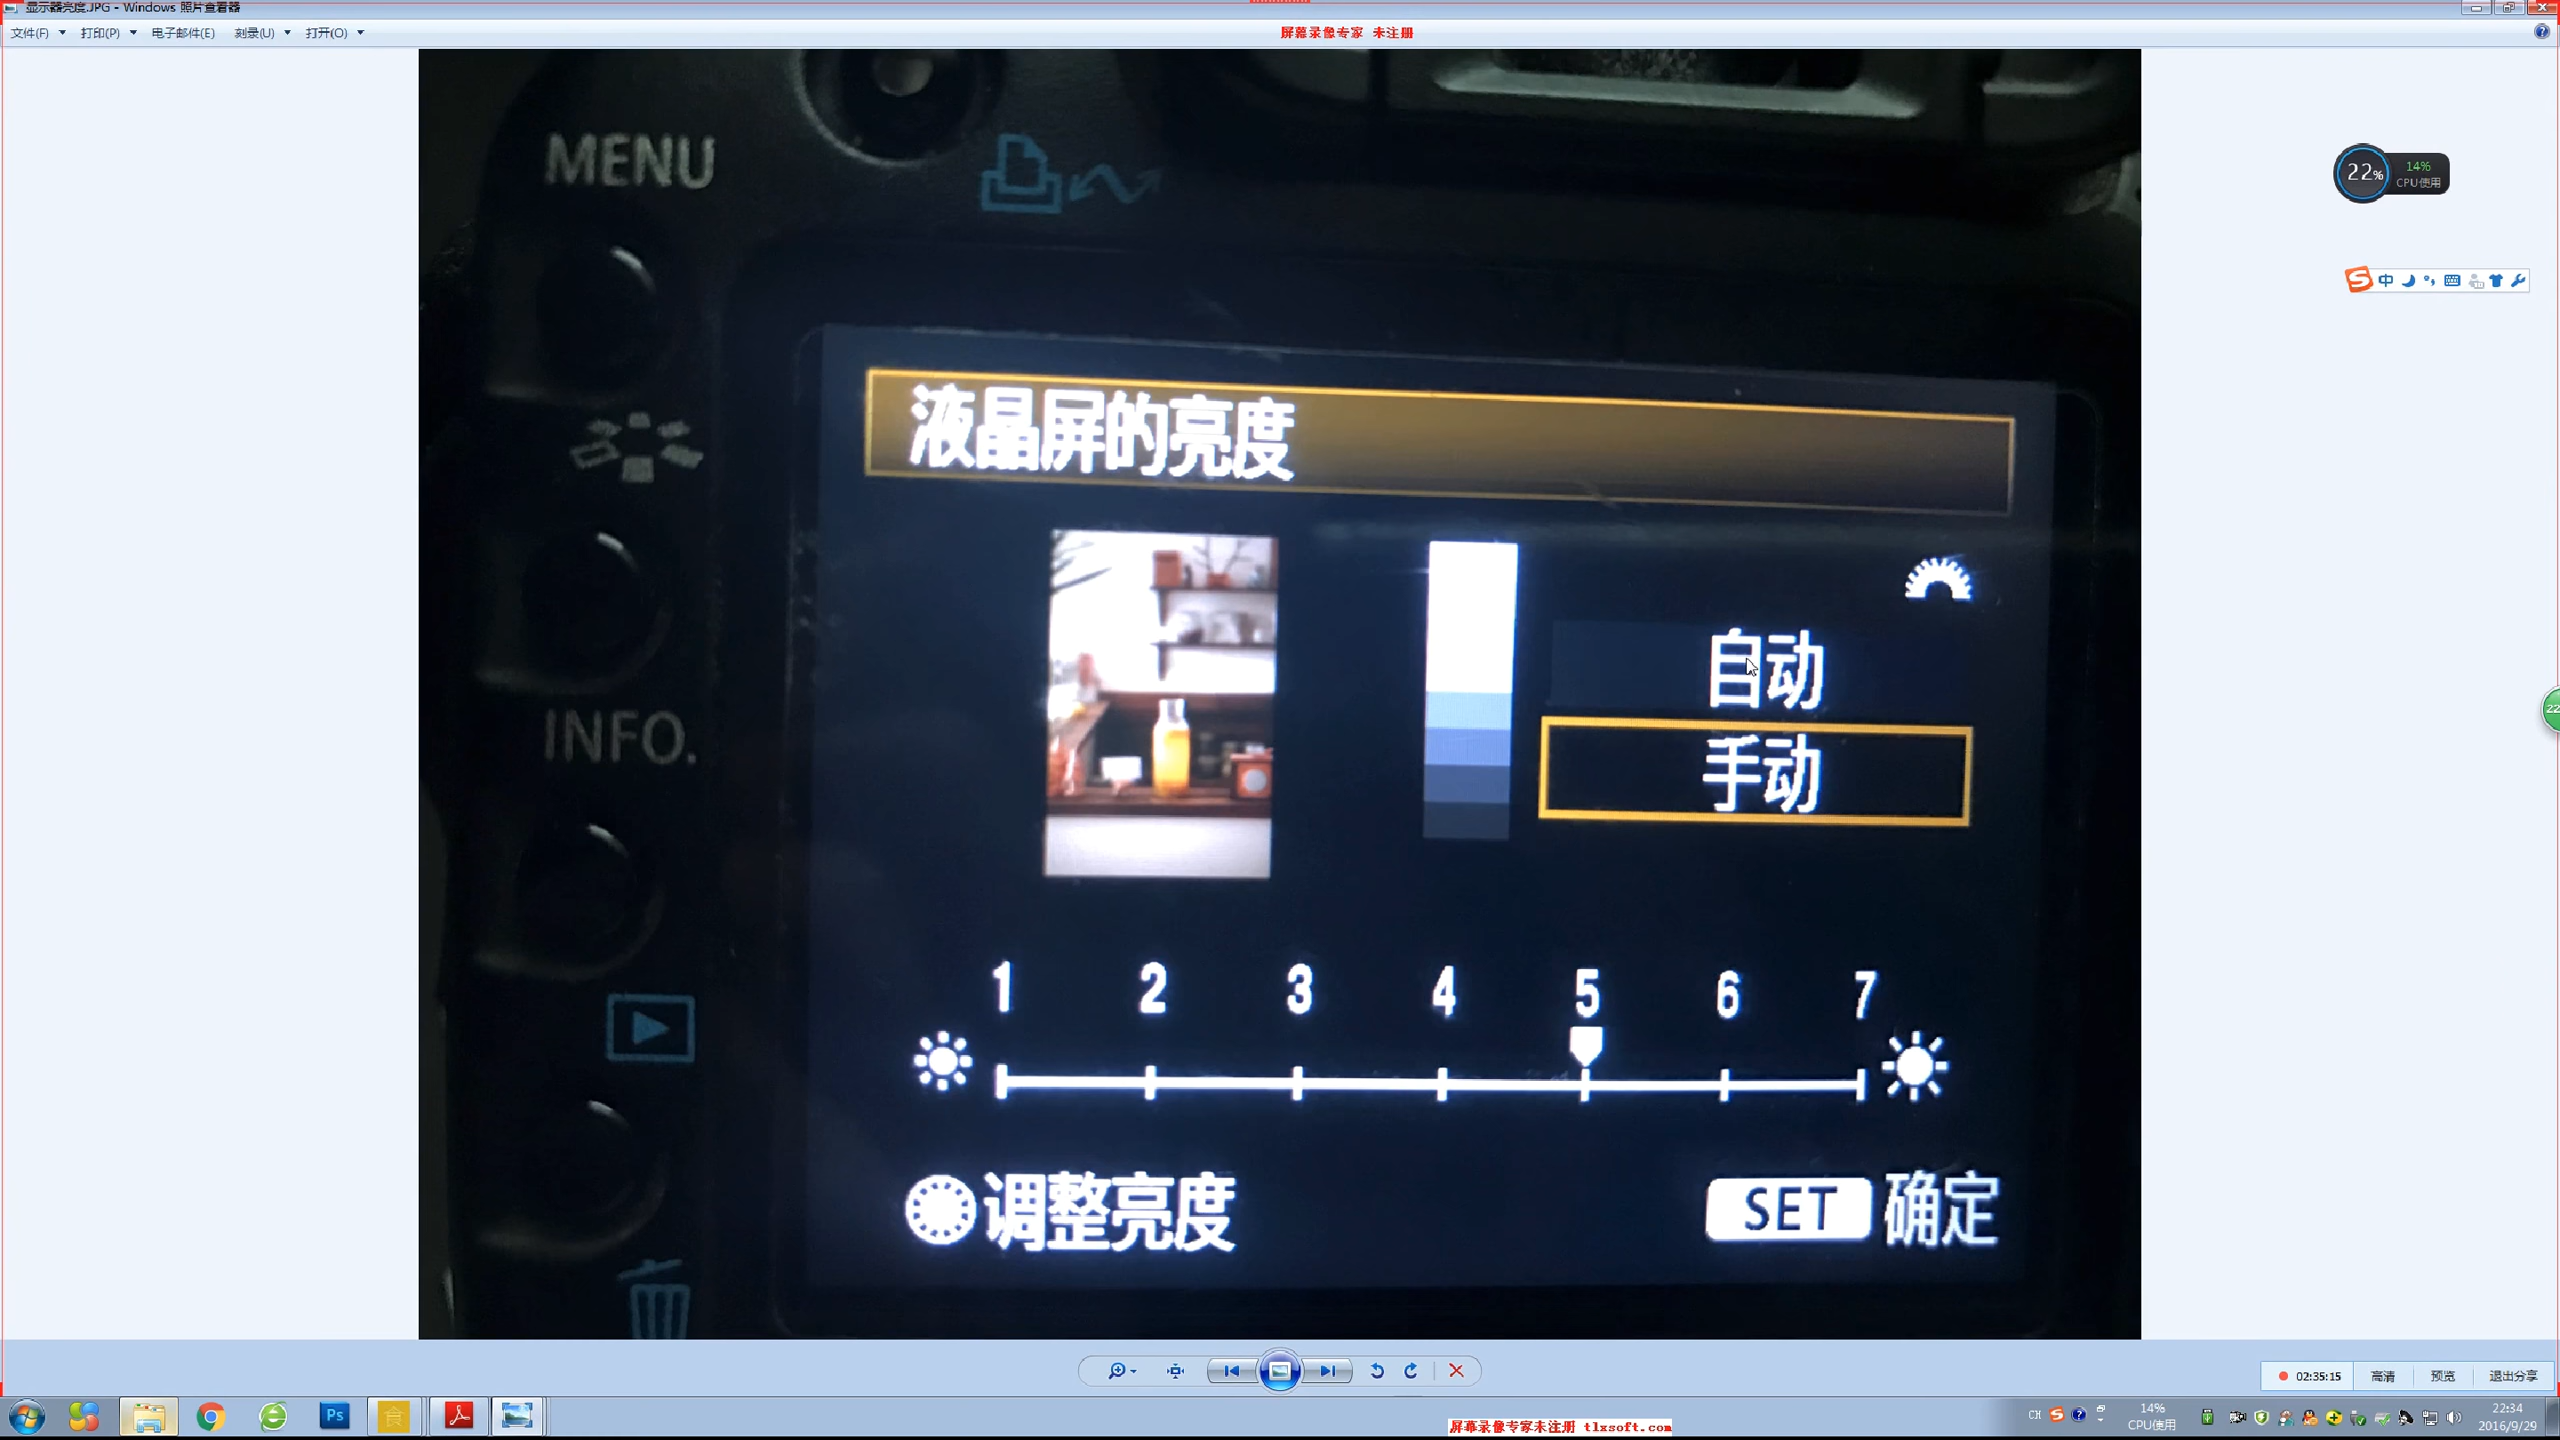 显示器亮度.JPG - Windows 照片查看器
文件(F) 打印(P) 电子邮件(E) 刻录(U) 打开(O)
屏幕录像专家 未注册
MENU
22%
14%
CPU使用
中
液晶屏的亮度
自动
手动
INFO.
22
1 2 3 4 5 6 7
调整亮度
SET 确定
02:35:15 高清 预览 退出分享
Ps
食
屏幕录像专家未注册 tlxsoft.com
CH
14%
CPU使用
22:34
2016/9/29